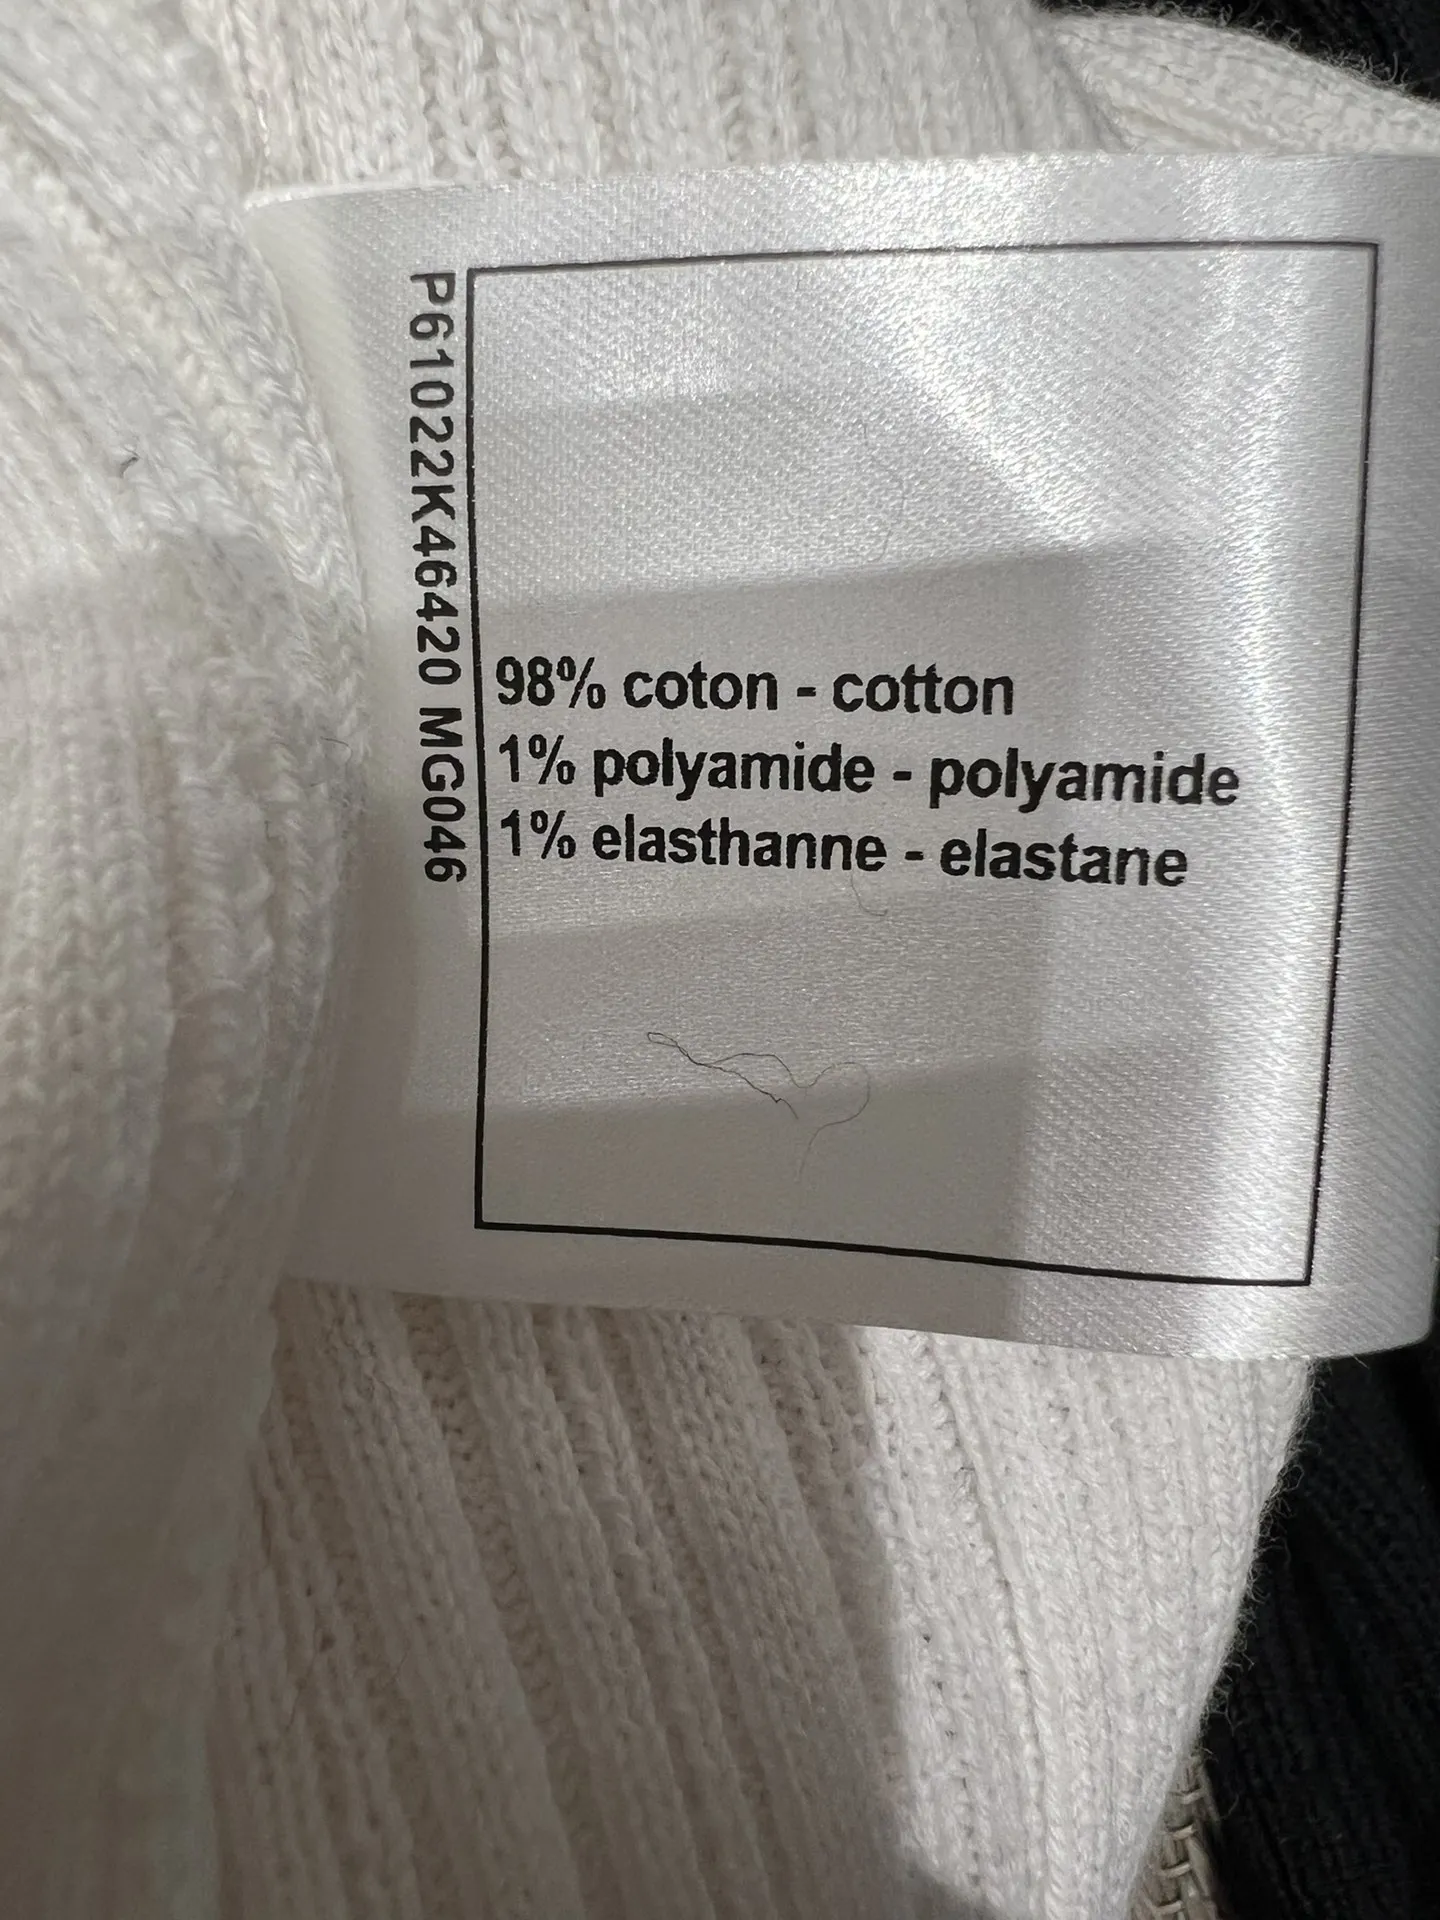 P61022K46420 MG046
98% coton - cotton
1% polyamide - polyamide
1% elasthanne - elastane